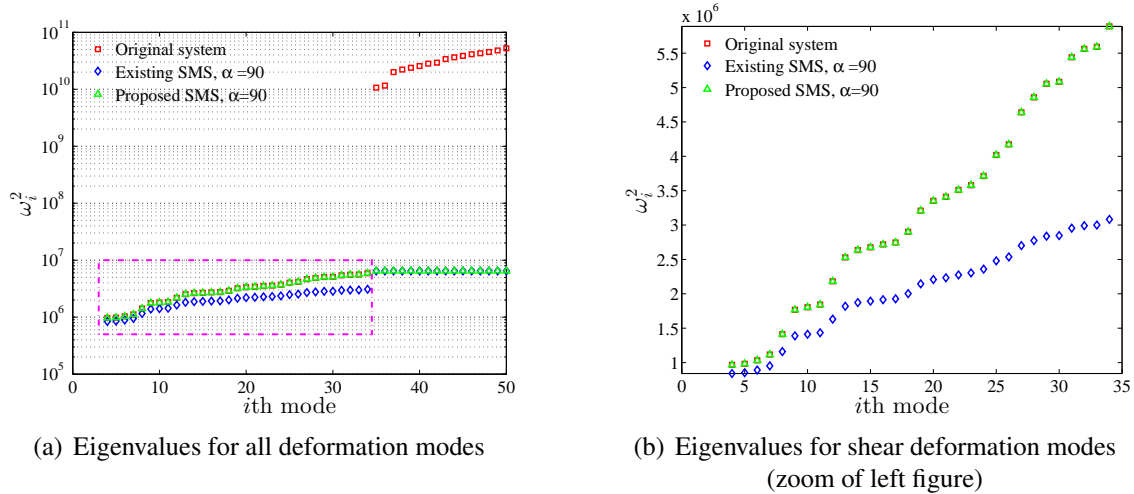 10^11
10^10
10^9
10^8
10^7
10^6
10^5
ω_i^2
Original system
Existing SMS, α =90
Proposed SMS, α=90
0 10 20 30 40 50
ith mode
(a) Eigenvalues for all deformation modes
x 10^6
5.5
5
4.5
4
3.5
3
2.5
2
1.5
1
ω_i^2
Original system
Existing SMS, α =90
Proposed SMS, α=90
0 5 10 15 20 25 30 35
ith mode
(b) Eigenvalues for shear deformation modes
(zoom of left figure)